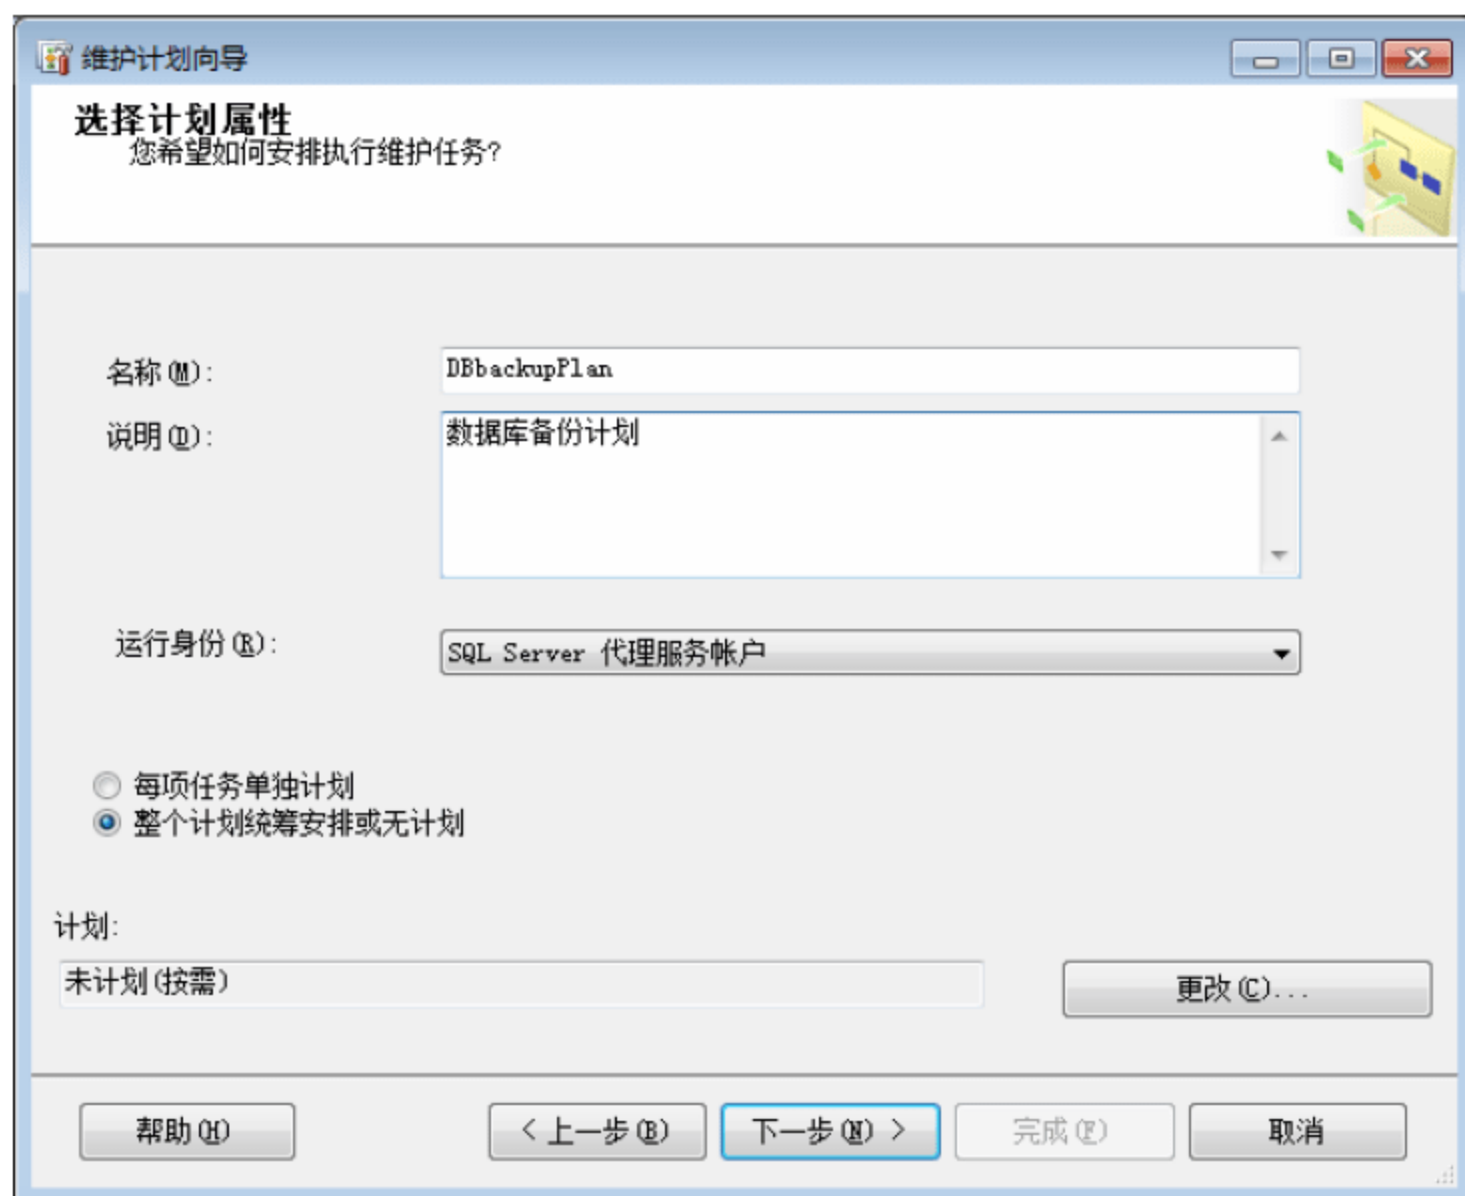 维护计划向导
选择计划属性
您希望如何安排执行维护任务?
名称(M):
DBbackupPlan
说明(D):
数据库备份计划
运行身份(R):
SQL Server 代理服务帐户
每项任务单独计划
整个计划统筹安排或无计划
计划:
未计划(按需)
更改(C)...
帮助(H)
< 上一步(B)
下一步(N) >
完成(F)
取消